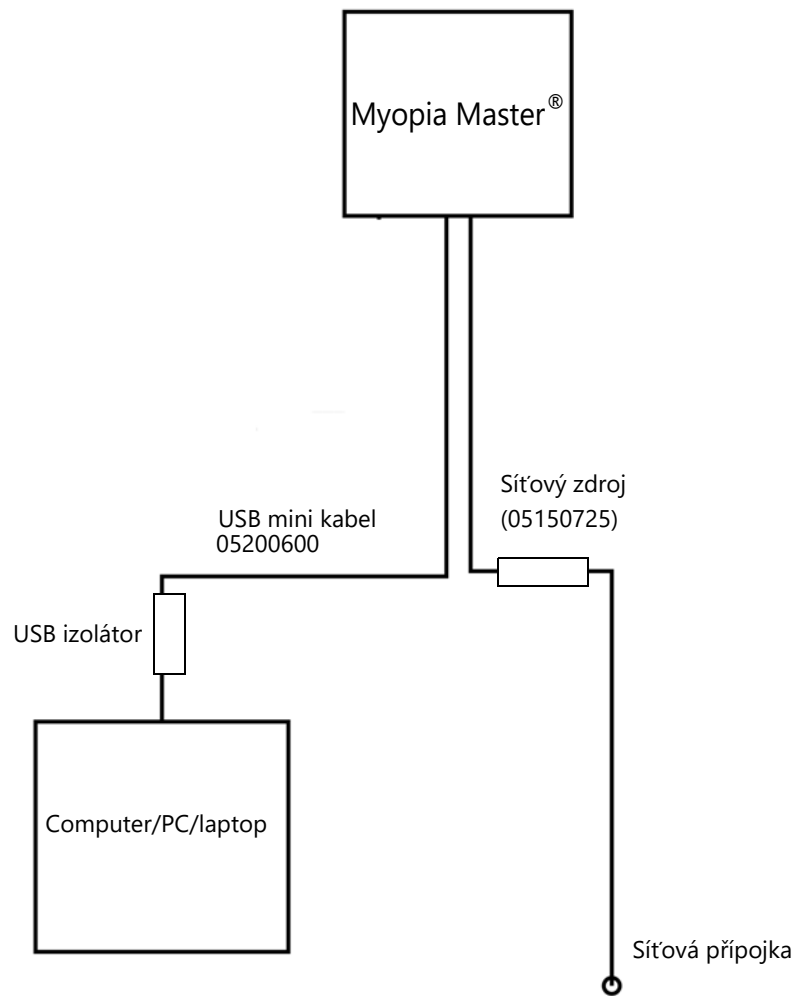 Myopia Master®
Síťový zdroj
(05150725)
USB mini kabel
05200600
USB izolátor
Computer/PC/laptop
Síťová přípojka